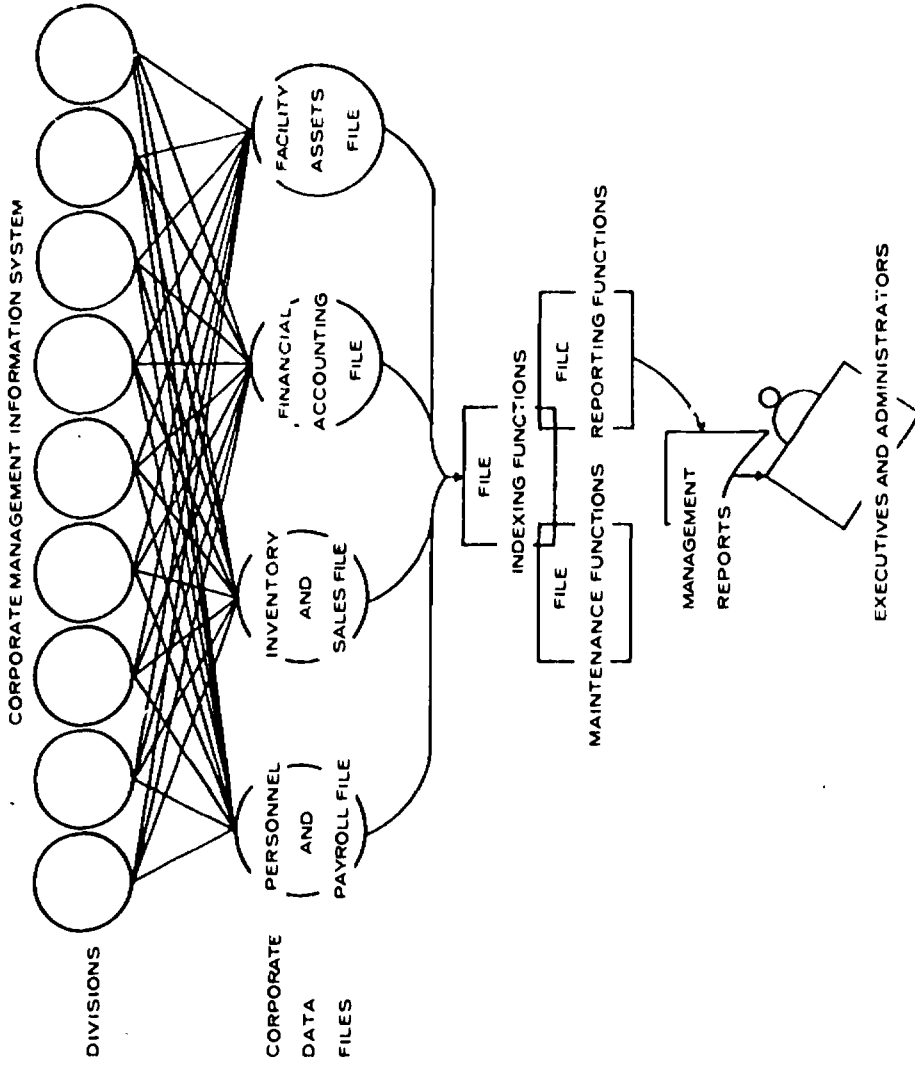 CORPORATE MANAGEMENT INFORMATION SYSTEM
DIVISIONS
CORPORATE
DATA
FILES
PERSONNEL
AND
PAYROLL FILE
INVENTORY
AND
SALES FILE
FINANCIAL
ACCOUNTING
FILE
FACILITY
ASSETS
FILE
FILE
INDEXING FUNCTIONS
FILE
MAINTENANCE FUNCTIONS
FILE
REPORTING FUNCTIONS
MANAGEMENT
REPORTS
EXECUTIVES AND ADMINISTRATORS